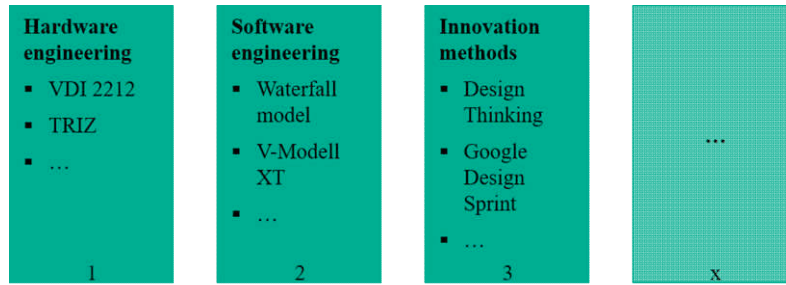 Hardware
engineering
▪ VDI 2212
▪ TRIZ
▪ …
1
Software
engineering
▪ Waterfall
model
▪ V-Modell
XT
▪ …
2
Innovation
methods
▪ Design
Thinking
▪ Google
Design
Sprint
▪ …
3
…
x